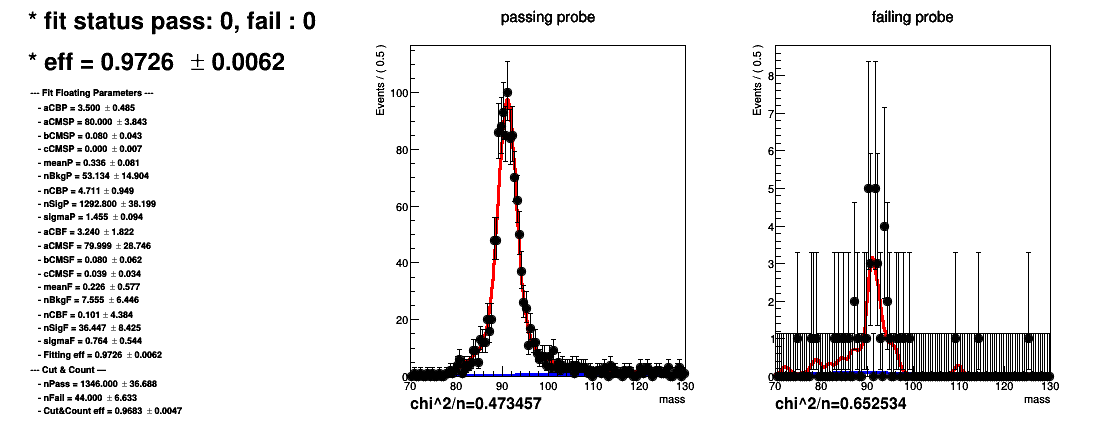 * fit status pass: 0, fail : 0
* eff = 0.9726 ± 0.0062
--- Fit Floating Parameters ---
- aCBP = 3.500 ± 0.485
- aCMSP = 80.000 ± 3.843
- bCMSP = 0.080 ± 0.043
- cCMSP = 0.000 ± 0.007
- meanP = 0.336 ± 0.081
- nBkgP = 53.134 ± 14.904
- nCBP = 4.711 ± 0.949
- nSigP = 1292.800 ± 38.199
- sigmaP = 1.455 ± 0.094
- aCBF = 3.240 ± 1.822
- aCMSF = 79.999 ± 28.746
- bCMSF = 0.080 ± 0.062
- cCMSF = 0.039 ± 0.034
- meanF = 0.226 ± 0.577
- nBkgF = 7.555 ± 6.446
- nCBF = 0.101 ± 4.384
- nSigF = 36.447 ± 8.425
- sigmaF = 0.764 ± 0.544
- Fitting eff = 0.9726 ± 0.0062
--- Cut & Count ---
- nPass = 1346.000 ± 36.688
- nFail = 44.000 ± 6.633
- Cut&Count eff = 0.9683 ± 0.0047
passing probe
Events / ( 0.5 )
100
80
60
40
20
0
70 80 90 100 110 120 130
mass
chi^2/n=0.473457
failing probe
Events / ( 0.5 )
8
7
6
5
4
3
2
1
0
70 80 90 100 110 120 130
mass
chi^2/n=0.652534